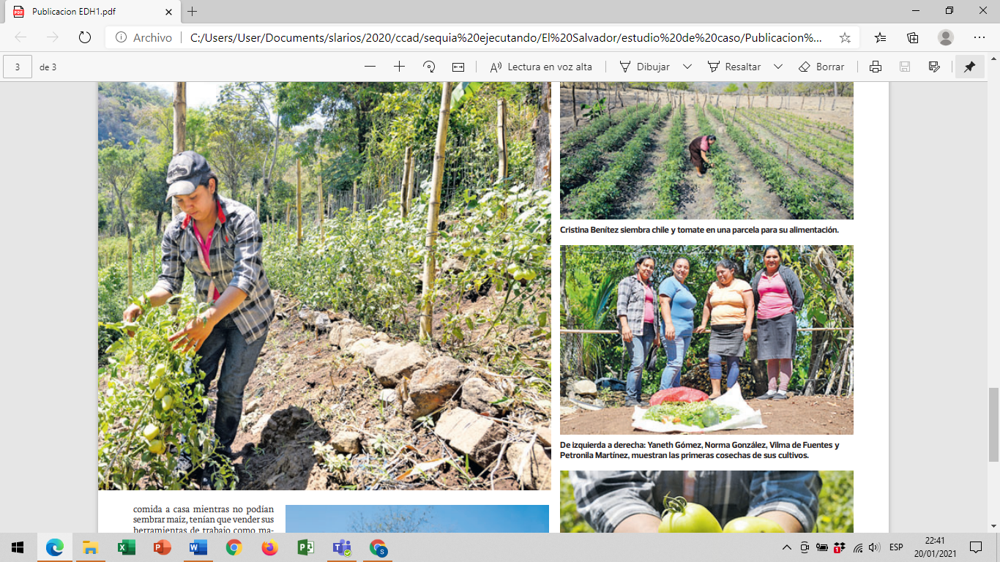 Publicacion EDH1.pdf
Archivo
C:/Users/User/Documents/slarios/2020/ccad/sequia%20ejecutando/El%20Salvador/estudio%20de%20caso/Publicacion%...
3 de 3
Lectura en voz alta
Dibujar
Resaltar
Borrar
Cristina Benítez siembra chile y tomate en una parcela para su alimentación.
De izquierda a derecha: Yaneth Gómez, Norma González, Vilma de Fuentes y
Petronila Martínez, muestran las primeras cosechas de sus cultivos.
comida a casa mientras no podían
sembrar maíz, tenían que vender sus
herramientas de trabajo como ma-
ESP
22:41
20/01/2021